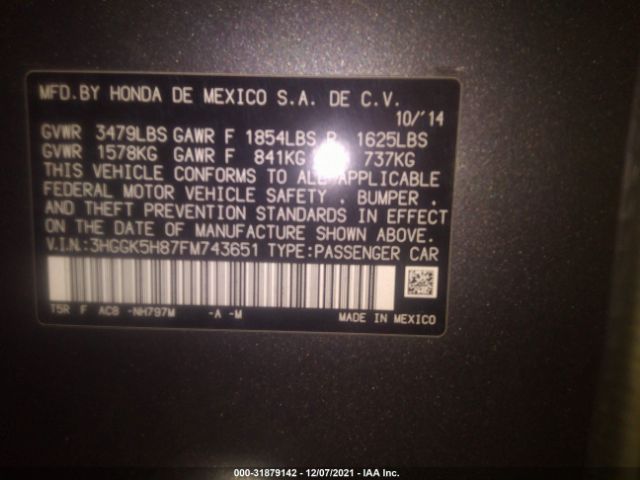 MFD.BY HONDA DE MEXICO S.A. DE C.V.
10/'14
GVWR 3479LBS GAWR F 1854LBS R 1625LBS
GVWR 1578KG GAWR F 841KG 737KG
THIS VEHICLE CONFORMS TO ALL APPLICABLE
FEDERAL MOTOR VEHICLE SAFETY , BUMPER ,
AND THEFT PREVENTION STANDARDS IN EFFECT
ON THE DATE OF MANUFACTURE SHOWN ABOVE.
V.I.N.:3HGGK5H87FM743651 TYPE:PASSENGER CAR
T5R F AC8 -NH797M -A -M
MADE IN MEXICO
000-31879142 - 12/07/2021 - IAA Inc.